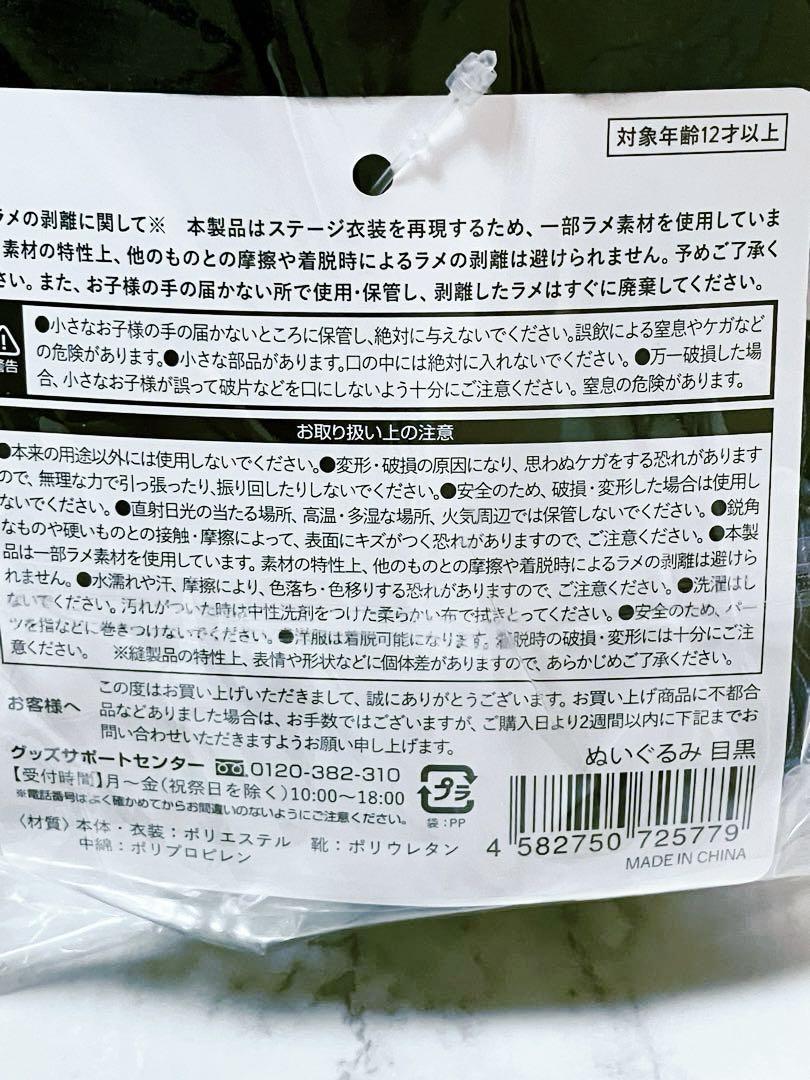 対象年齢12才以上
ラメの剥離に関して※　本製品はステージ衣装を再現するため、一部ラメ素材を使用していま
素材の特性上、他のものとの摩擦や着脱時によるラメの剥離は避けられません。予めご了承く
さい。また、お子様の手の届かない所で使用・保管し、剥離したラメはすぐに廃棄してください。
警告
●小さなお子様の手の届かないところに保管し、絶対に与えないでください。誤飲による窒息やケガなど
の危険があります。●小さな部品があります。口の中には絶対に入れないでください。●万一破損した場
合、小さなお子様が誤って破片などを口にしないよう十分にご注意ください。窒息の危険があります。
お取り扱い上の注意
●本来の用途以外には使用しないでください。●変形・破損の原因になり、思わぬケガをする恐れがあります
ので、無理な力で引っ張ったり、振り回したりしないでください。●安全のため、破損・変形した場合は使用し
ないでください。●直射日光の当たる場所、高温・多湿な場所、火気周辺では保管しないでください。●鋭角
なものや硬いものとの接触・摩擦によって、表面にキズがつく恐れがありますので、ご注意ください。●本製
品は一部ラメ素材を使用しています。素材の特性上、他のものとの摩擦や着脱時によるラメの剥離は避けら
れません。●水濡れや汗、摩擦により、色落ち・色移りする恐れがありますので、ご注意ください。●洗濯はし
ないでください。汚れがついた時は中性洗剤をつけた柔らかい布で拭きとってください。●安全のため、パー
ツを指などに巻きつけないでください。●洋服は着脱可能になります。着脱時の破損・変形には十分にご注
意ください。　※縫製品の特性上、表情や形状などに個体差がありますので、あらかじめご了承ください。
お客様へ
この度はお買い上げいただきまして、誠にありがとうございます。お買い上げ商品に不都合
品などありました場合は、お手数ではございますが、ご購入日より2週間以内に下記までお
問い合わせいただきますようお願い申し上げます。
グッズサポートセンター 0120-382-310
【受付時間】月～金(祝祭日を除く)10:00～18:00
※電話番号はよく確かめてからお間違いのないようにご注意ください。
プラ
袋：PP
〈材質〉本体・衣装：ポリエステル　靴：ポリウレタン
中綿：ポリプロピレン
ぬいぐるみ 目黒
4 582750 725779
MADE IN CHINA